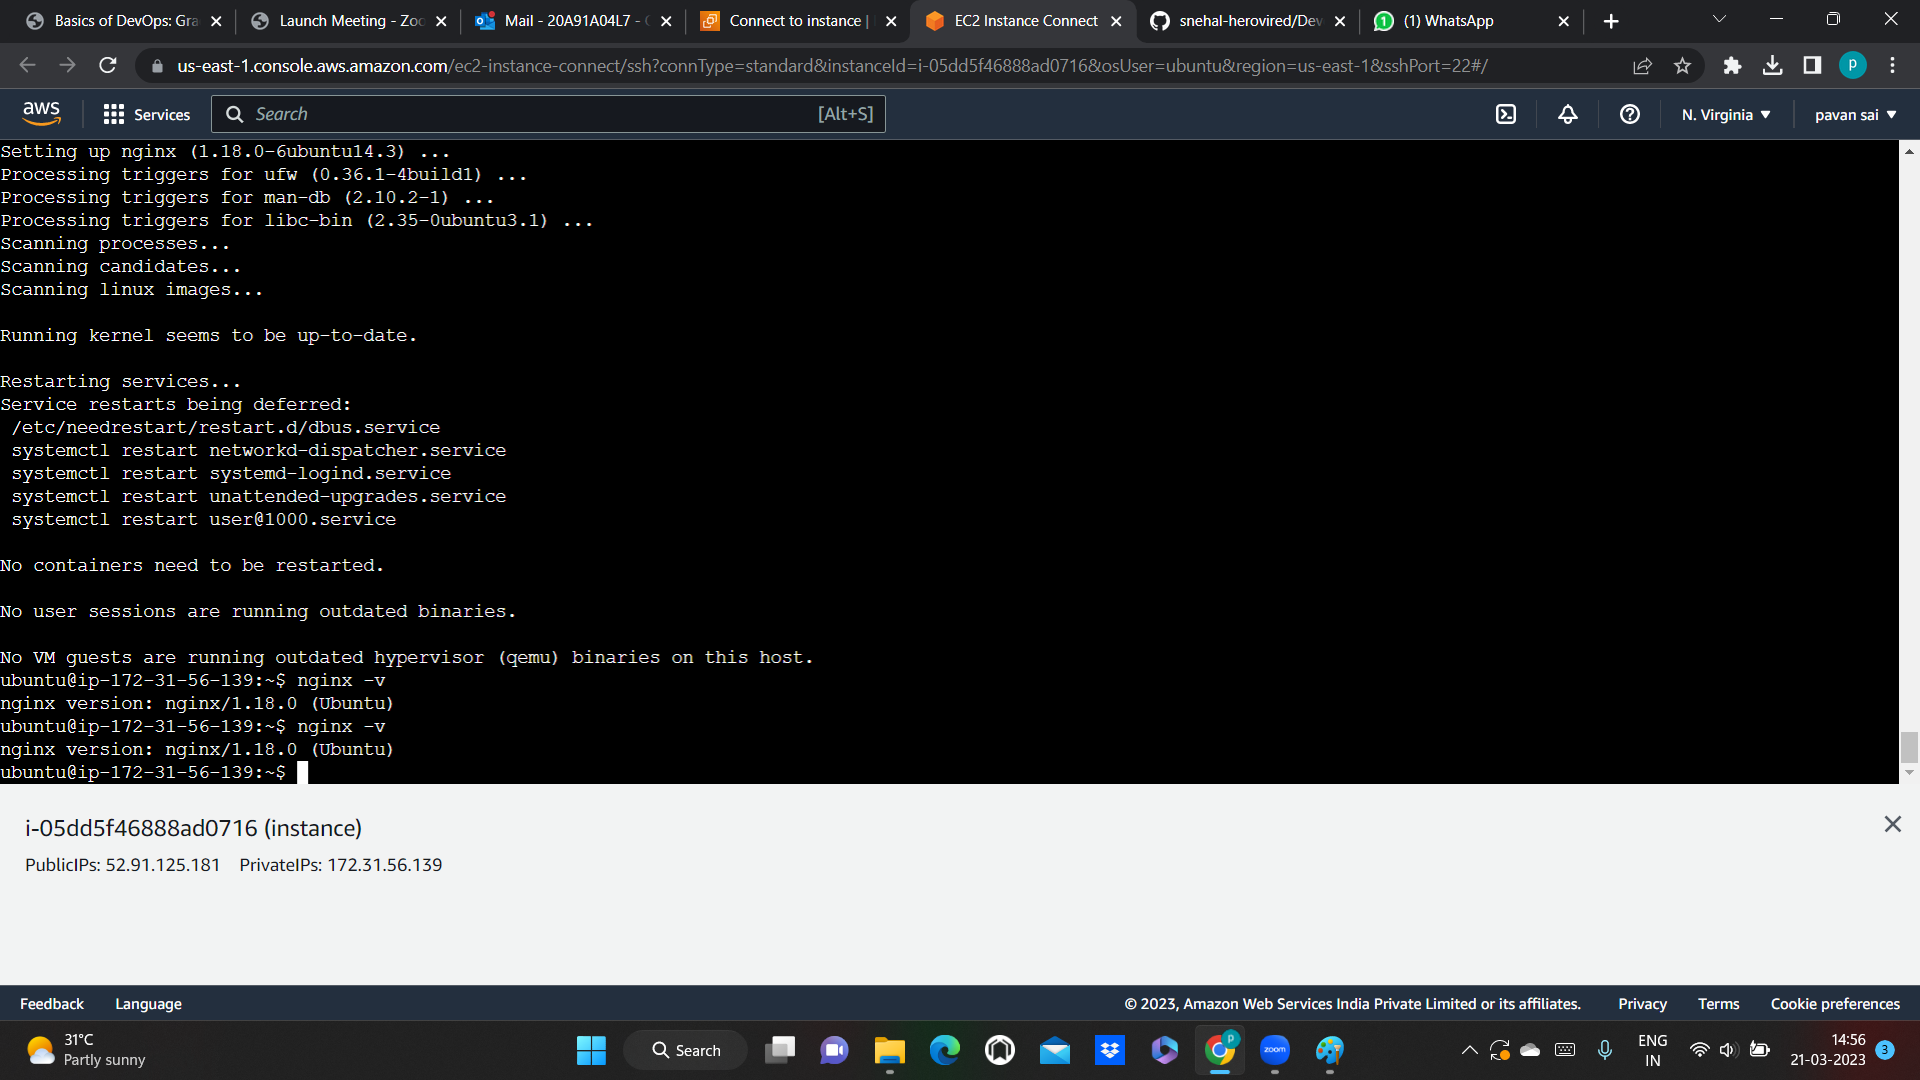 Basics of DevOps: Gra
Launch Meeting - Zoo
Mail - 20A91A04L7 -
Connect to instance |
EC2 Instance Connect
snehal-herovired/Dev
(1) WhatsApp
us-east-1.console.aws.amazon.com/ec2-instance-connect/ssh?connType=standard&instanceId=i-05dd5f46888ad0716&osUser=ubuntu&region=us-east-1&sshPort=22#/
P
aws
Services
Search
[Alt+S]
N. Virginia
pavan sai
Setting up nginx (1.18.0-6ubuntu14.3) ...
Processing triggers for ufw (0.36.1-4build1) ...
Processing triggers for man-db (2.10.2-1) ...
Processing triggers for libc-bin (2.35-0ubuntu3.1) ...
Scanning processes...
Scanning candidates...
Scanning linux images...
Running kernel seems to be up-to-date.
Restarting services...
Service restarts being deferred:
/etc/needrestart/restart.d/dbus.service
systemctl restart networkd-dispatcher.service
systemctl restart systemd-logind.service
systemctl restart unattended-upgrades.service
systemctl restart user@1000.service
No containers need to be restarted.
No user sessions are running outdated binaries.
No VM guests are running outdated hypervisor (qemu) binaries on this host.
ubuntu@ip-172-31-56-139:~$ nginx -v
nginx version: nginx/1.18.0 (Ubuntu)
ubuntu@ip-172-31-56-139:~$ nginx -v
nginx version: nginx/1.18.0 (Ubuntu)
ubuntu@ip-172-31-56-139:~$
i-05dd5f46888ad0716 (instance)
PublicIPs: 52.91.125.181 PrivateIPs: 172.31.56.139
Feedback
Language
© 2023, Amazon Web Services India Private Limited or its affiliates.
Privacy
Terms
Cookie preferences
31°C
Partly sunny
Search
P
zoom
ENG
IN
14:56
21-03-2023
3